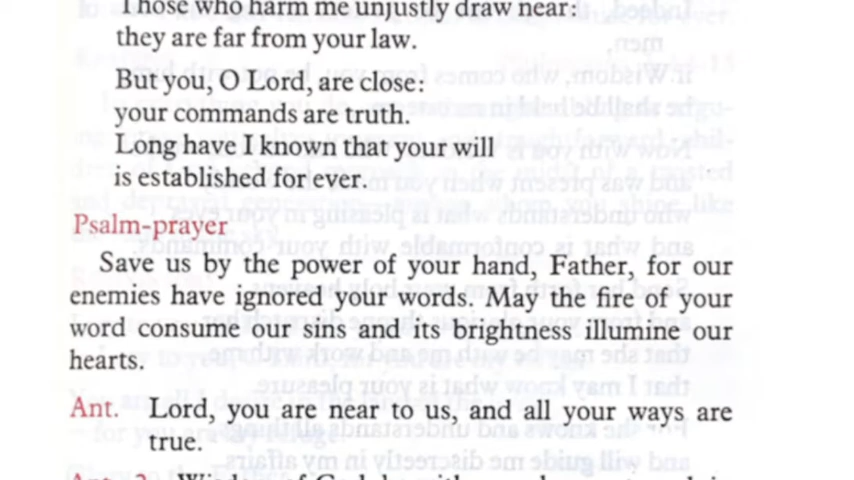 Those who harm me unjustly draw near:
they are far from your law.
But you, O Lord, are close:
your commands are truth.
Long have I known that your will
is established for ever.
Psalm-prayer
Save us by the power of your hand, Father, for our
enemies have ignored your words. May the fire of your
word consume our sins and its brightness illumine our
hearts.
Ant. Lord, you are near to us, and all your ways are
true.